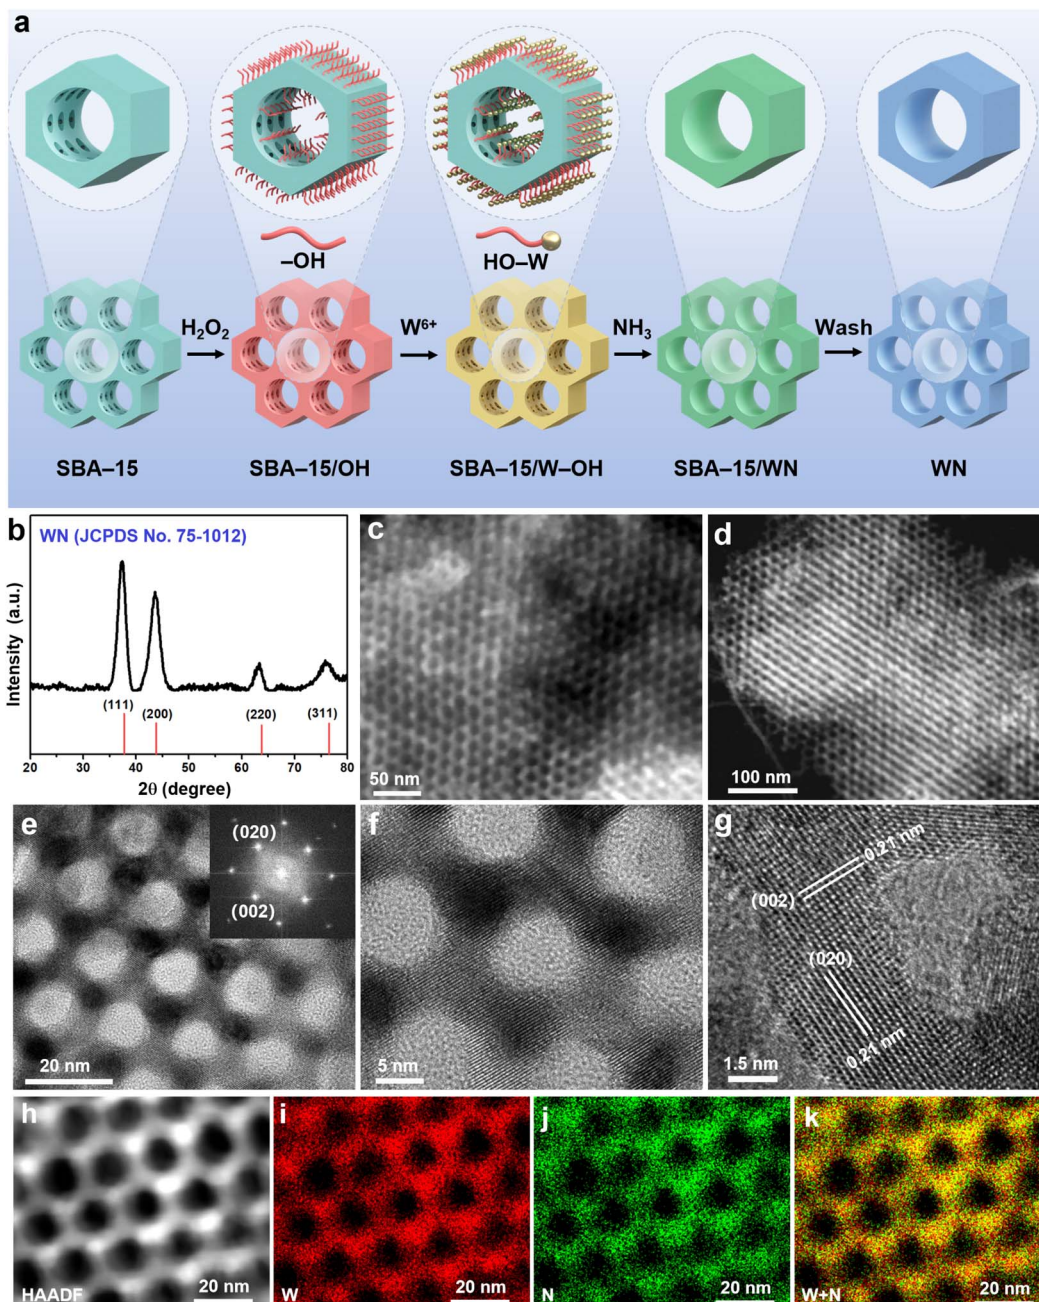 a
–OH
HO–W
H₂O₂
W⁶⁺
NH₃
Wash
SBA–15
SBA–15/OH
SBA–15/W–OH
SBA–15/WN
WN
b
WN (JCPDS No. 75-1012)
Intensity (a.u.)
(111)
(200)
(220)
(311)
20 30 40 50 60 70 80
2θ (degree)
c
50 nm
d
100 nm
e
(020)
(002)
20 nm
f
5 nm
g
0.21 nm
(002)
(020)
0.21 nm
1.5 nm
h
HAADF
20 nm
i
W
20 nm
j
N
20 nm
k
W+N
20 nm